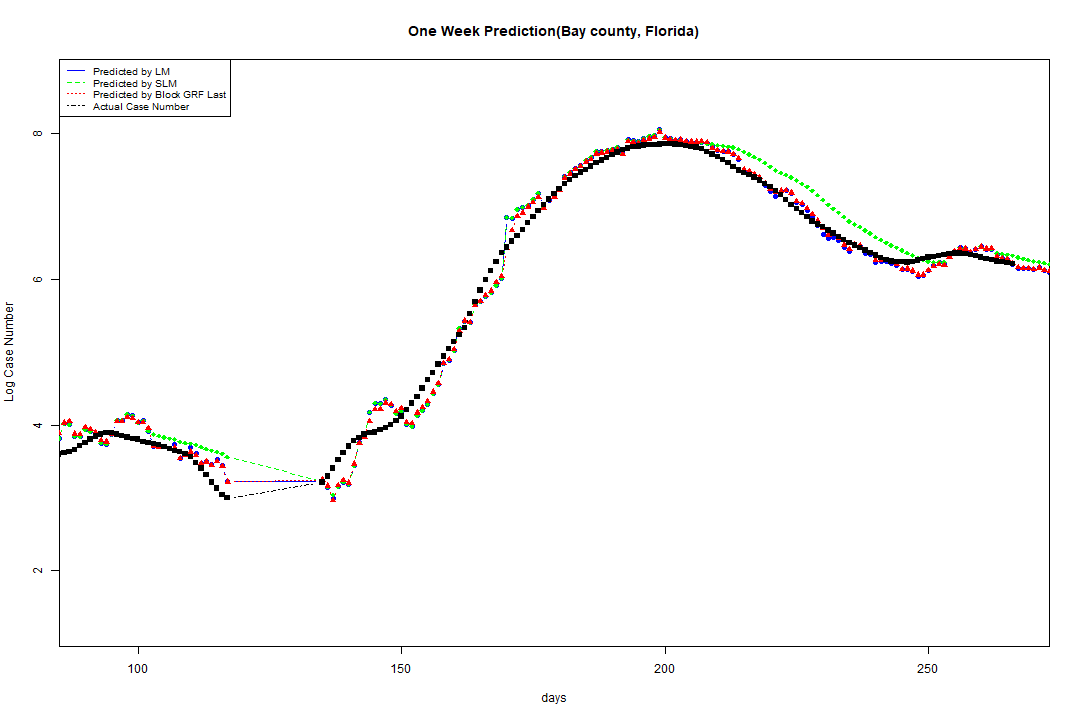 One Week Prediction(Bay county, Florida)
Predicted by LM
Predicted by SLM
Predicted by Block GRF Last
Actual Case Number
8
6
4
2
Log Case Number
100 150 200 250
days